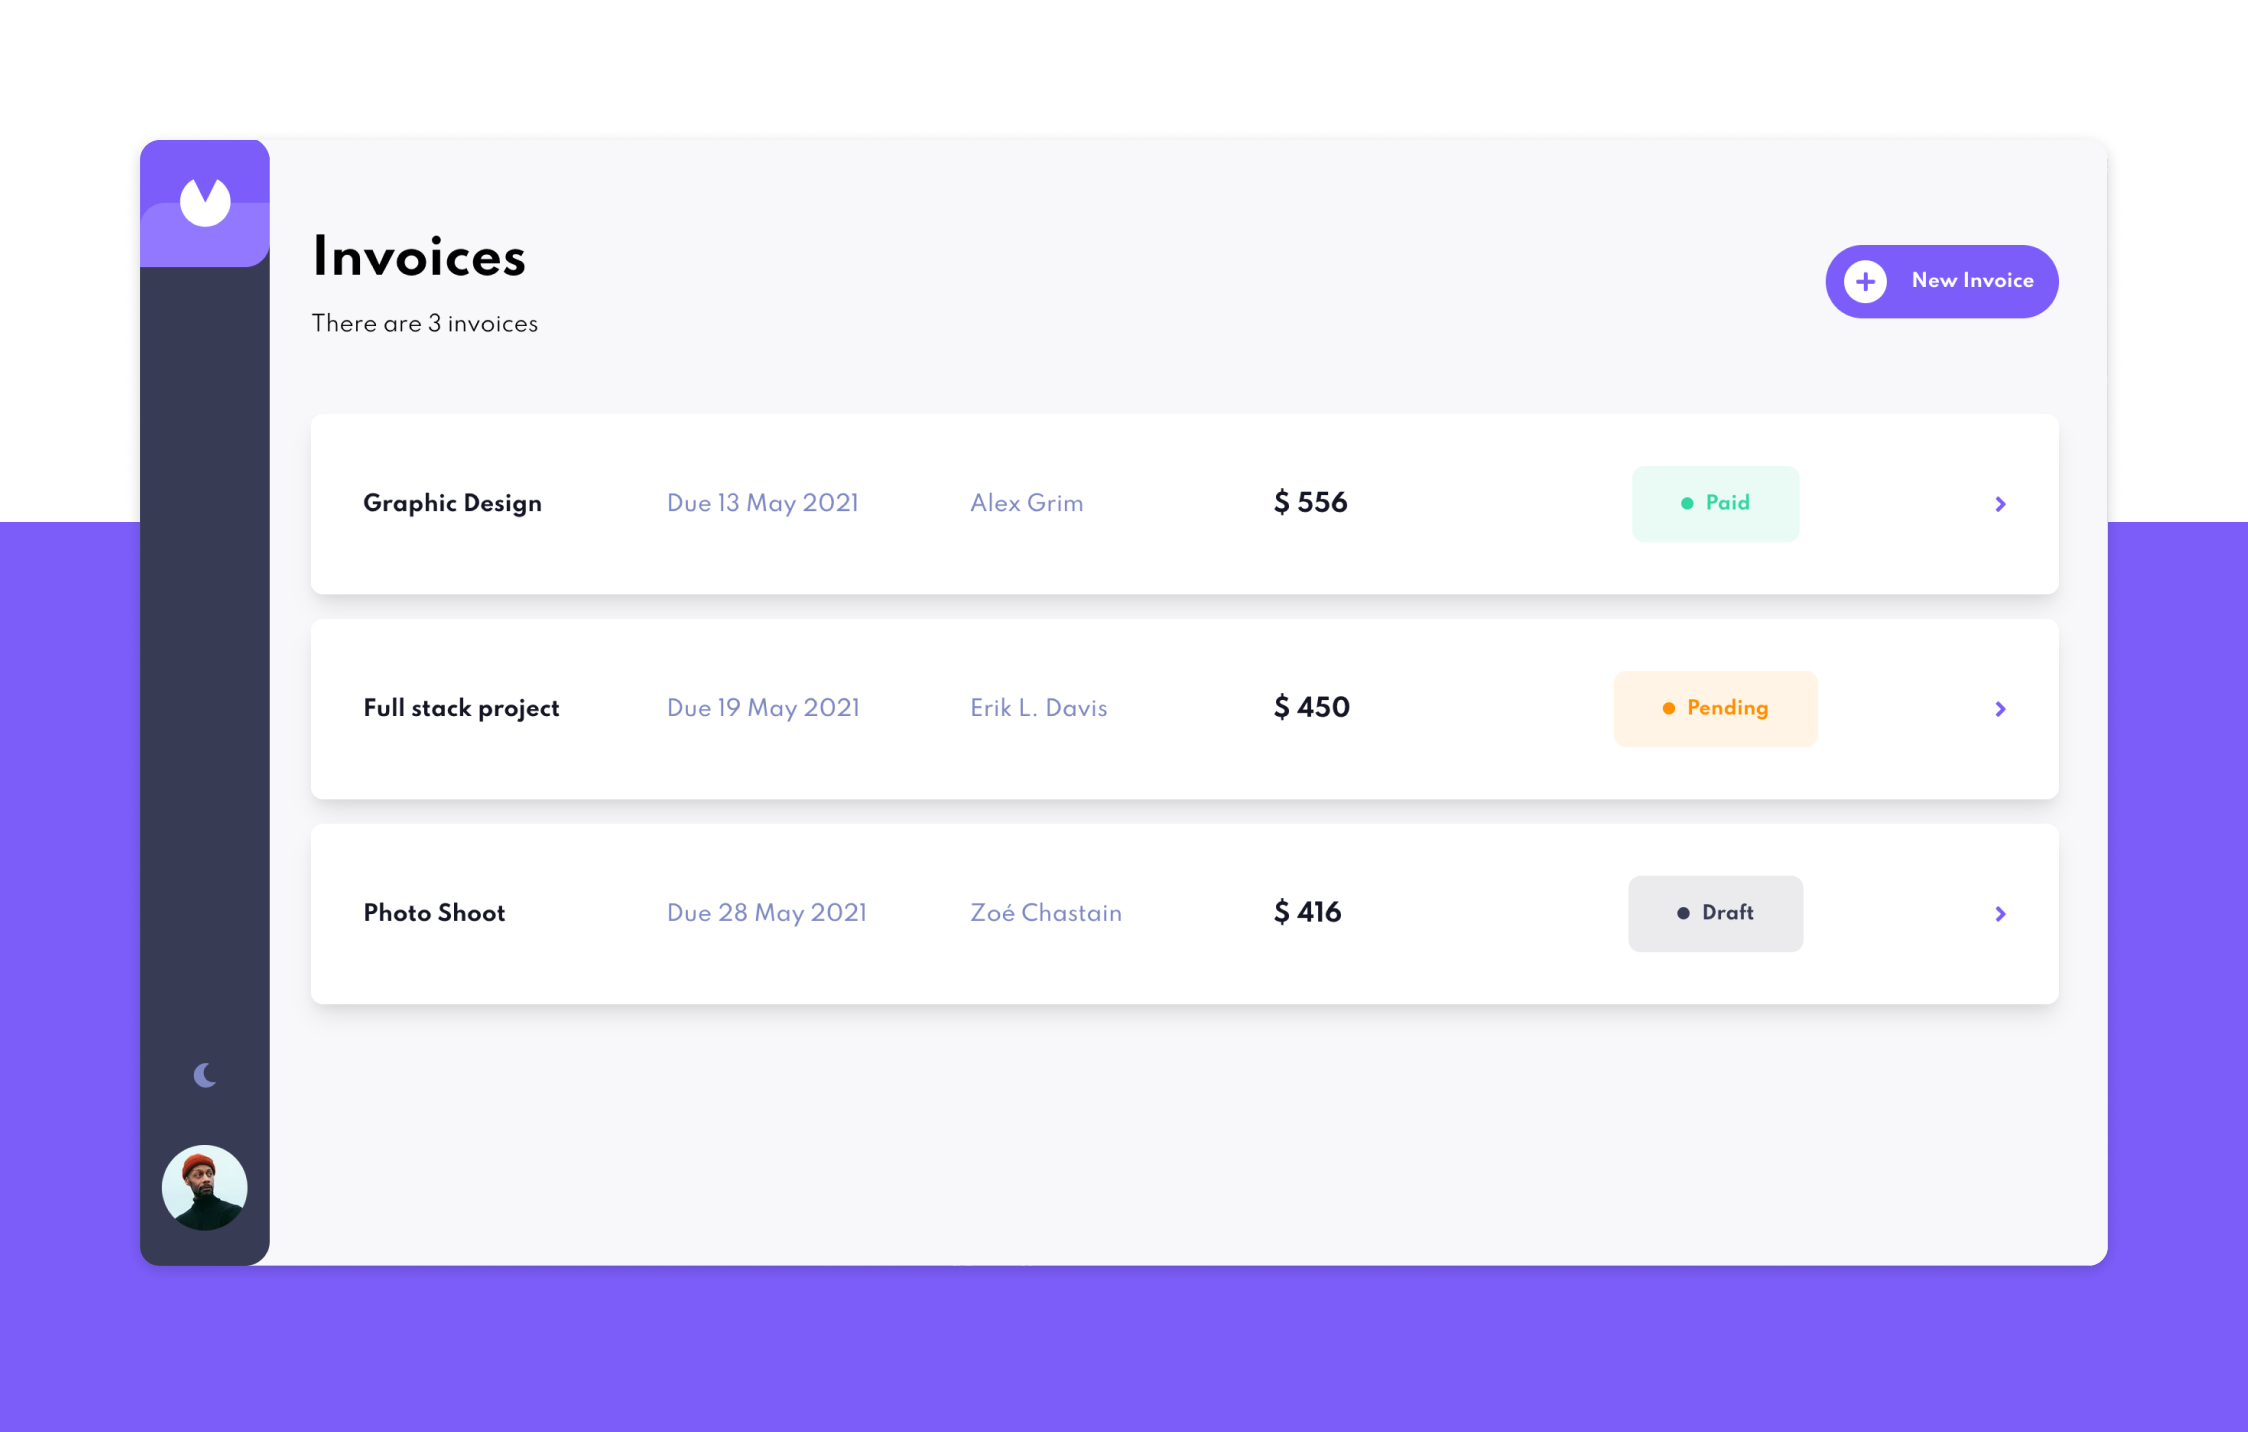 Invoices
New Invoice
There are 3 invoices
Graphic Design Due 13 May 2021 Alex Grim $ 556 Paid
Full stack project Due 19 May 2021 Erik L. Davis $ 450 Pending
Photo Shoot Due 28 May 2021 Zoé Chastain $ 416 Draft